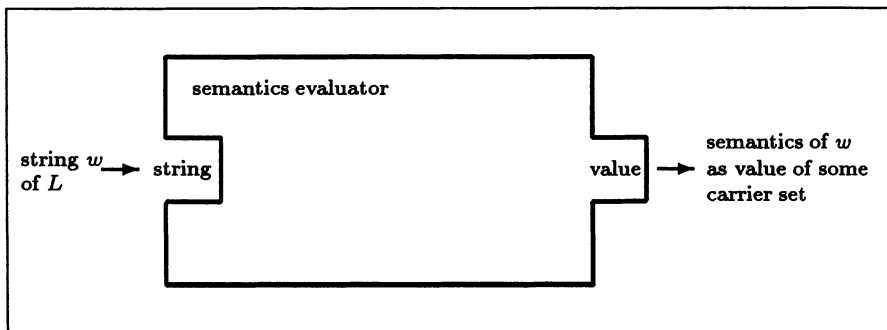 semantics evaluator
string w
of L
string
value
semantics of w
as value of some
carrier set